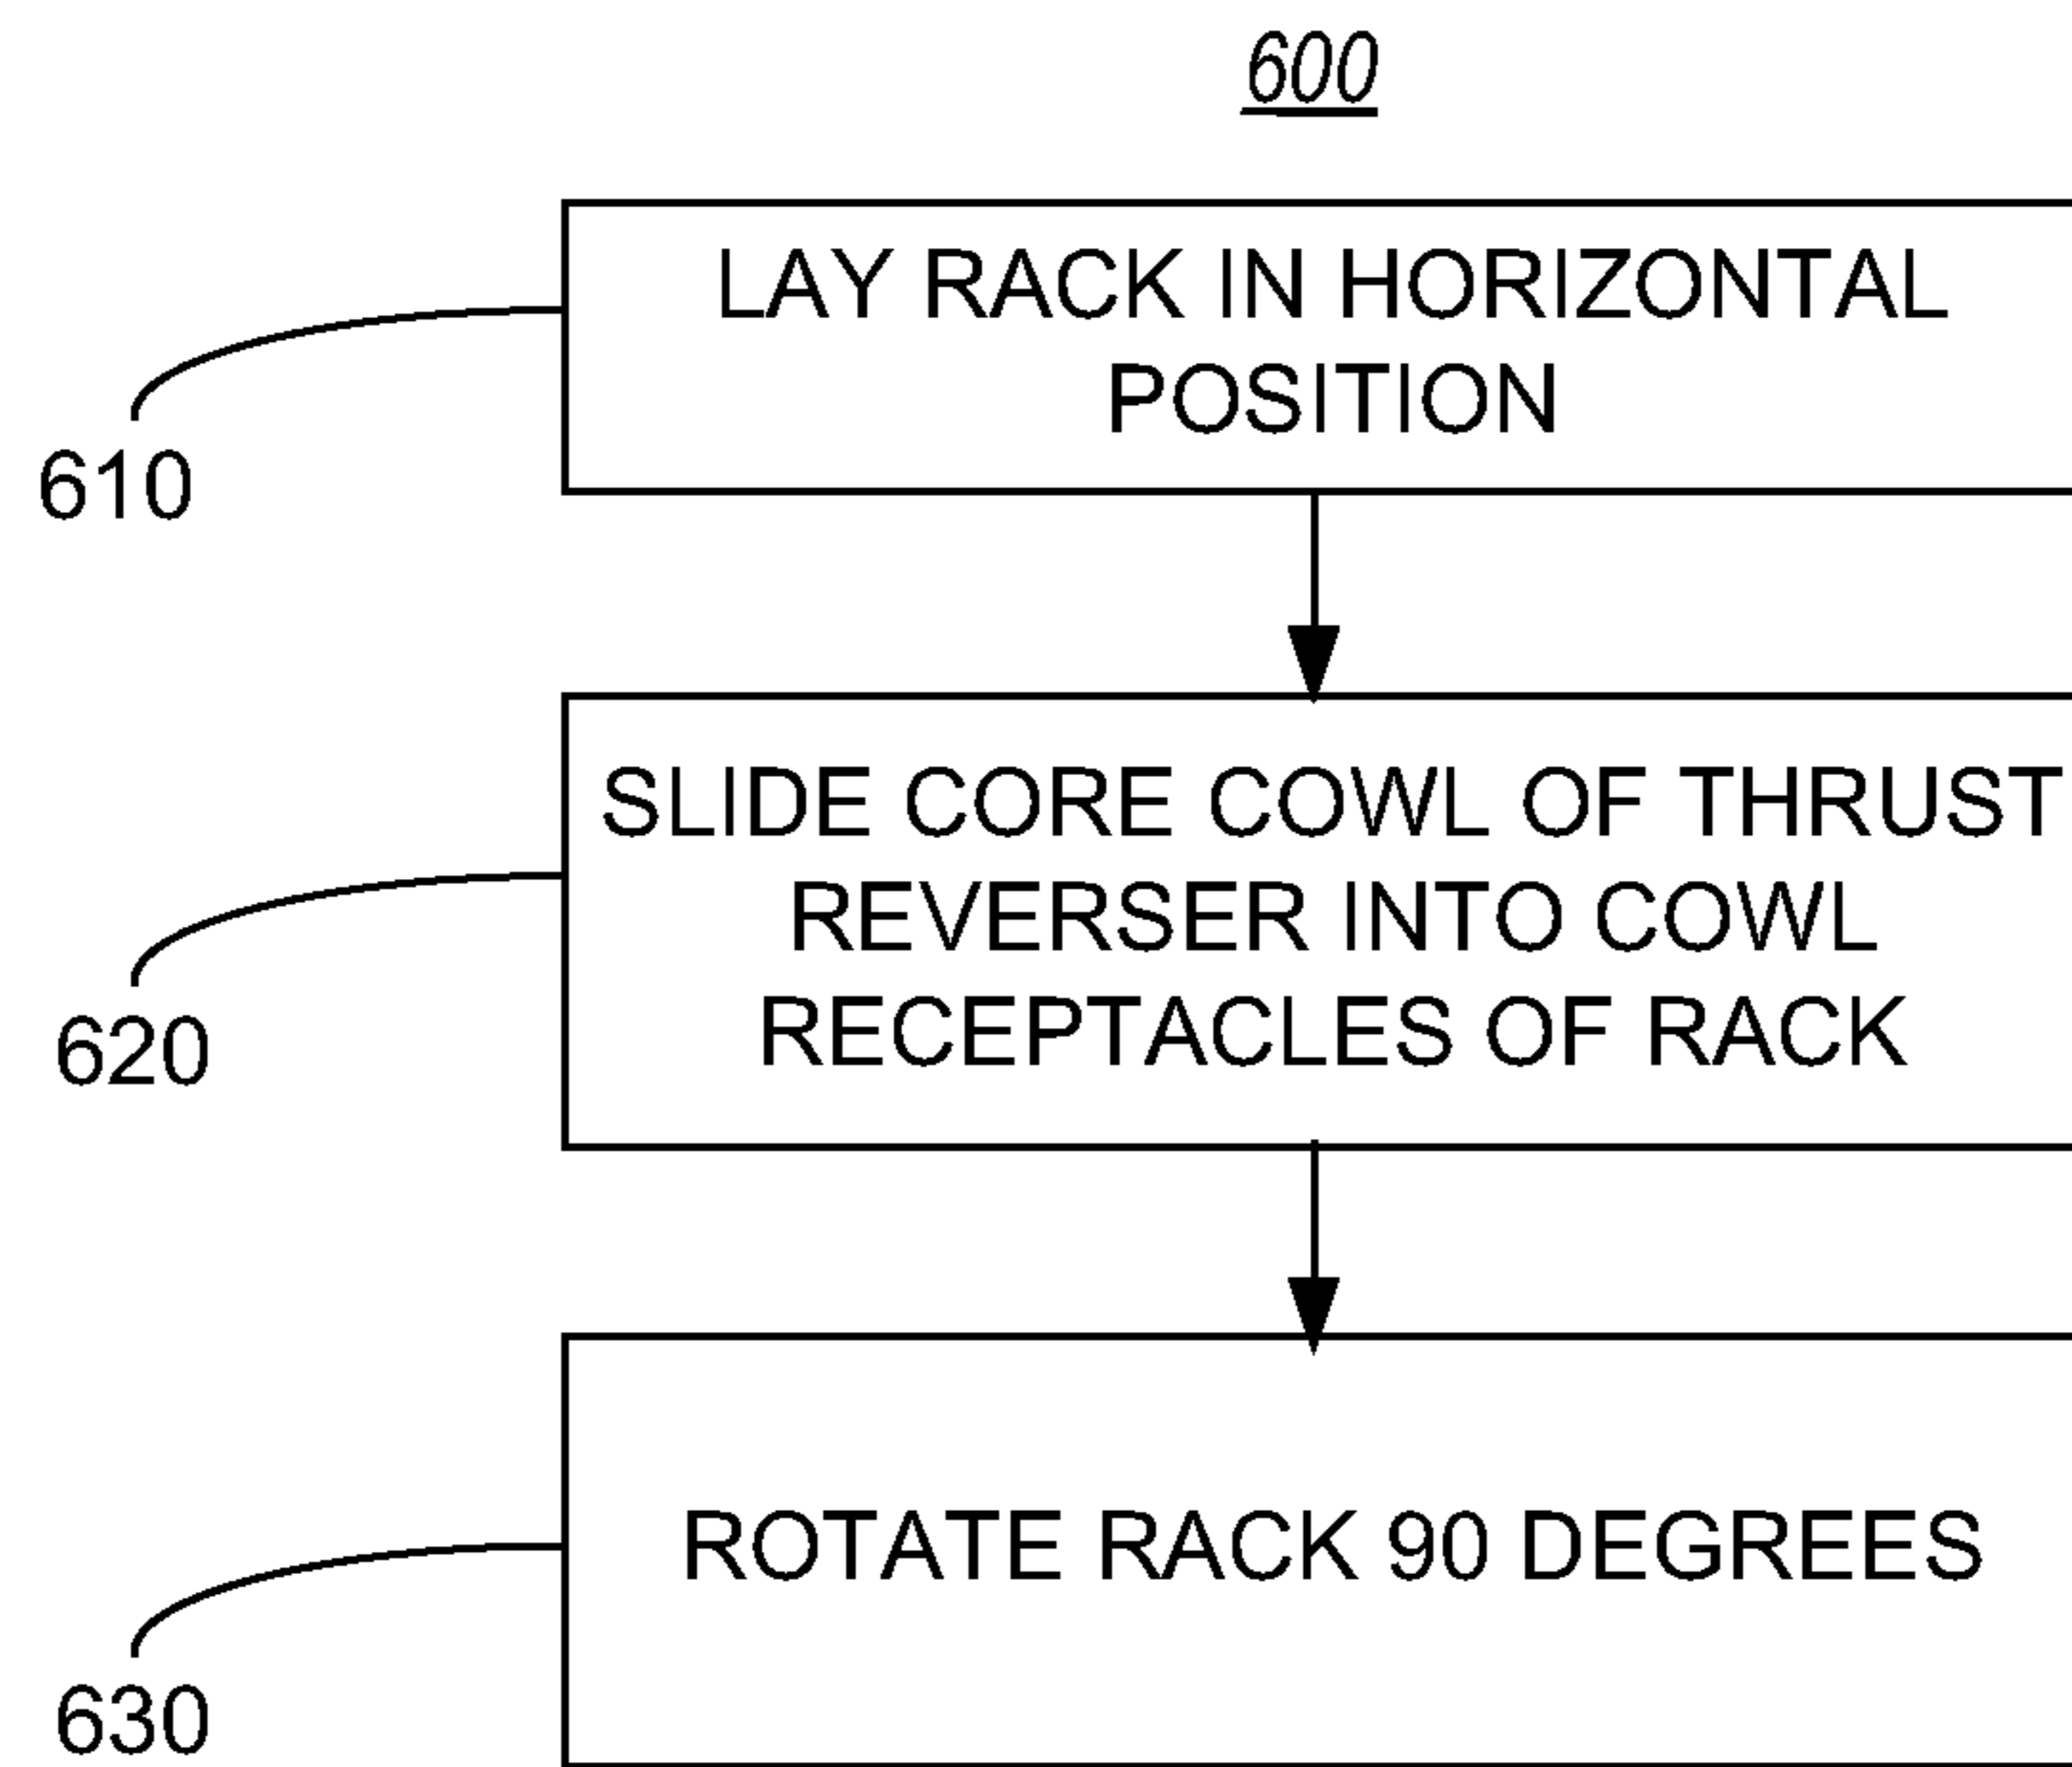 600
LAY RACK IN HORIZONTAL
POSITION
610
SLIDE CORE COWL OF THRUST
REVERSER INTO COWL
RECEPTACLES OF RACK
620
ROTATE RACK 90 DEGREES
630